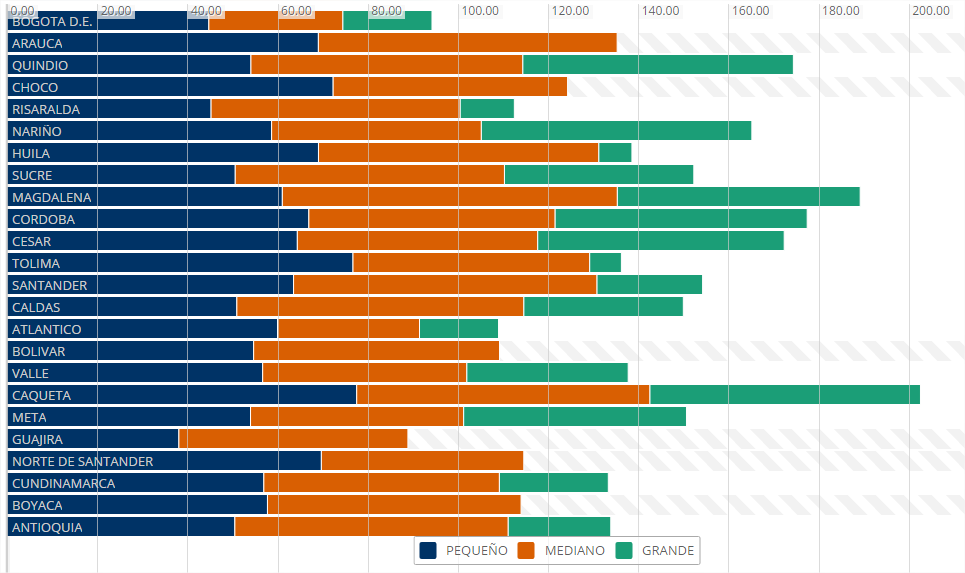 0.00 20.00 40.00 60.00 80.00 100.00 120.00 140.00 160.00 180.00 200.00
BOGOTA D.E.
ARAUCA
QUINDIO
CHOCO
RISARALDA
NARIÑO
HUILA
SUCRE
MAGDALENA
CORDOBA
CESAR
TOLIMA
SANTANDER
CALDAS
ATLANTICO
BOLIVAR
VALLE
CAQUETA
META
GUAJIRA
NORTE DE SANTANDER
CUNDINAMARCA
BOYACA
ANTIOQUIA
PEQUEÑO MEDIANO GRANDE